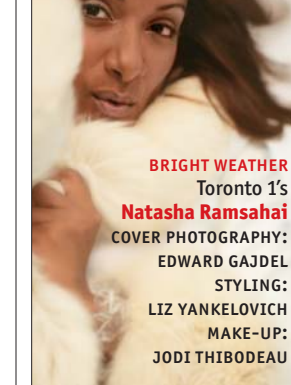 BRIGHT WEATHER
Toronto 1's
Natasha Ramsahai
COVER PHOTOGRAPHY:
EDWARD GAJDEL
STYLING:
LIZ YANKELOVICH
MAKE-UP:
JODI THIBODEAU